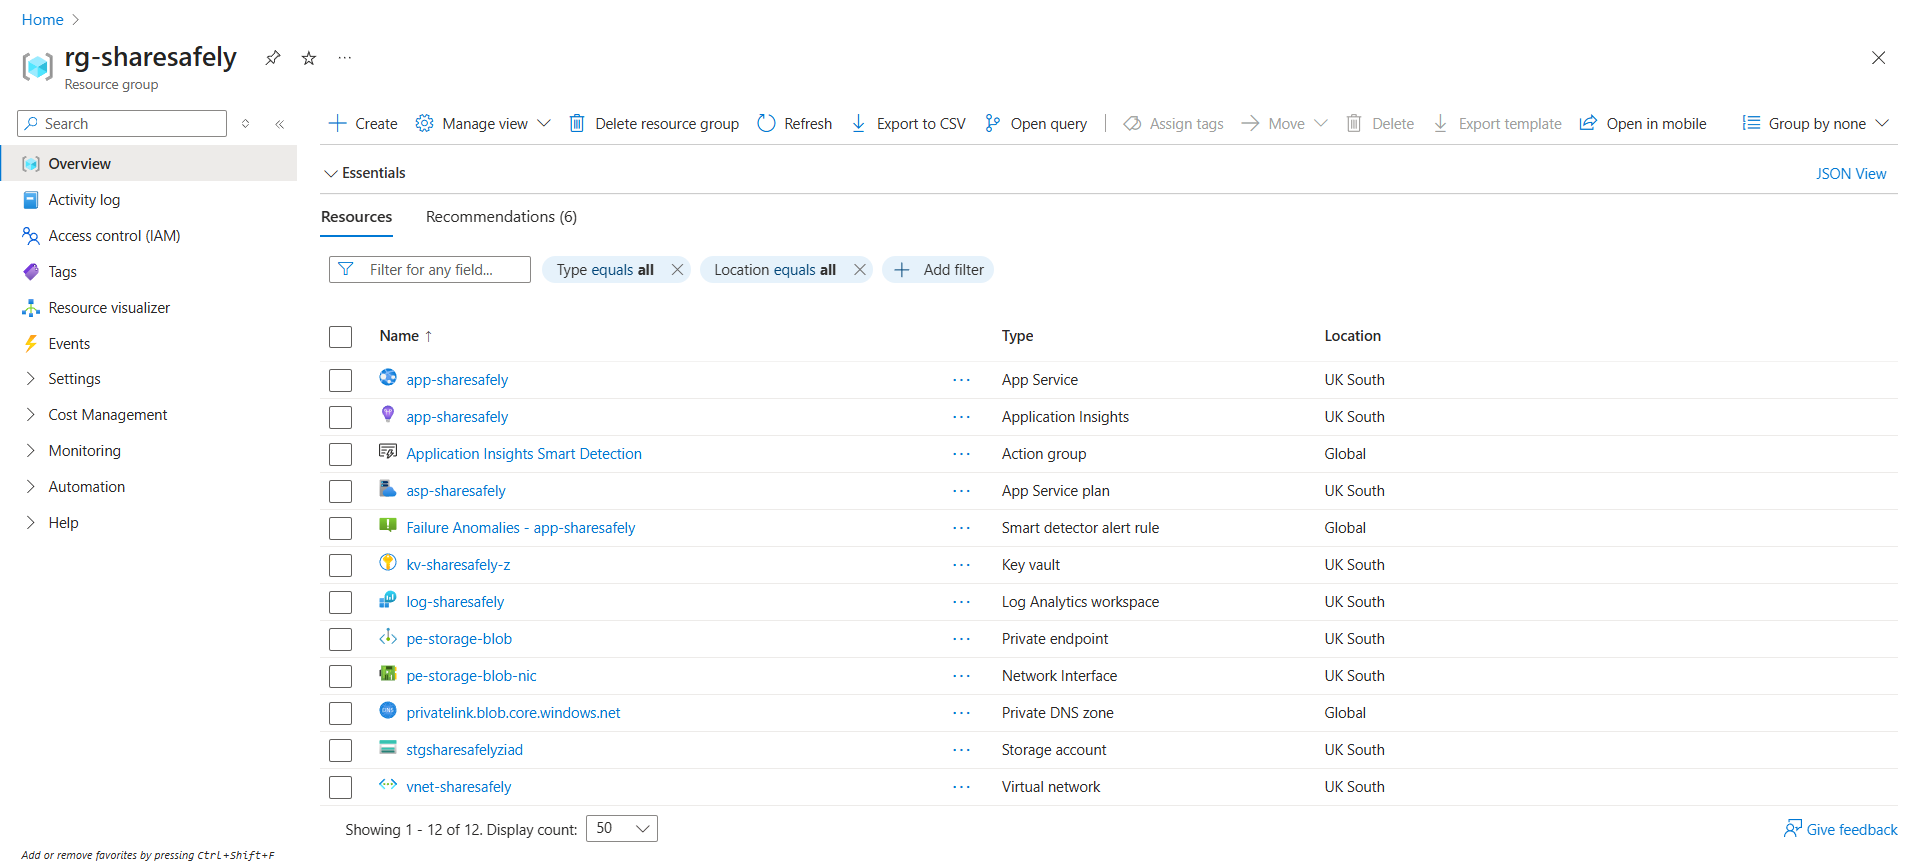 Home
rg-sharesafely
Resource group
Search
Create Manage view Delete resource group Refresh Export to CSV Open query Assign tags Move Delete Export template Open in mobile Group by none
Overview
Activity log
Access control (IAM)
Tags
Resource visualizer
Events
Settings
Cost Management
Monitoring
Automation
Help
Essentials JSON View
Resources Recommendations (6)
Filter for any field... Type equals all Location equals all Add filter
Name ↑ Type Location
app-sharesafely App Service UK South
app-sharesafely Application Insights UK South
Application Insights Smart Detection Action group Global
asp-sharesafely App Service plan UK South
Failure Anomalies - app-sharesafely Smart detector alert rule Global
kv-sharesafely-z Key vault UK South
log-sharesafely Log Analytics workspace UK South
pe-storage-blob Private endpoint UK South
pe-storage-blob-nic Network Interface UK South
privatelink.blob.core.windows.net Private DNS zone Global
stgsharesafelyziad Storage account UK South
vnet-sharesafely Virtual network UK South
Showing 1 - 12 of 12. Display count: 50
Give feedback
Add or remove favorites by pressing Ctrl+Shift+F